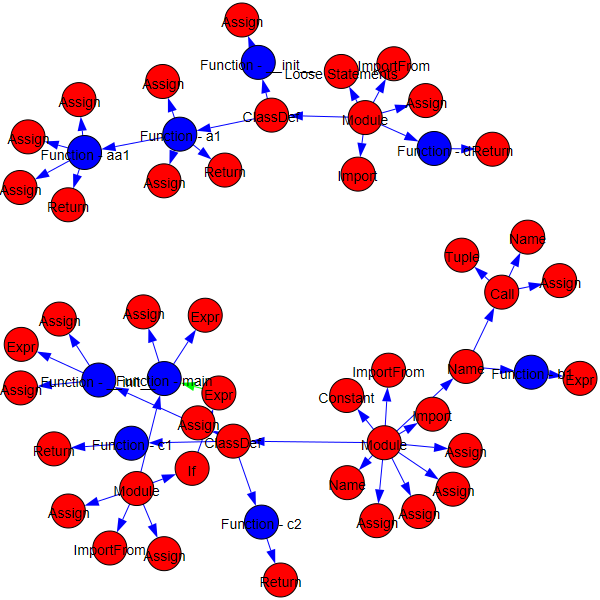 Assign
Function - __init__
Loose Statements
ImportFrom
Assign
Assign
Assign
ClassDef
Module
Function - a1
Assign
Function - aa1
Function - d
Return
Assign
Assign
Return
Return
Import
Name
Tuple
Assign
Call
Assign
Assign
Expr
Expr
ImportFrom
Name
Function - b1
Expr
Function - __init__
Function - main
Assign
Expr
Constant
Import
Assign
Return
Function - c1
ClassDef
Module
Assign
If
Name
Assign
Module
Assign
Assign
Assign
Function - c2
ImportFrom
Assign
Return